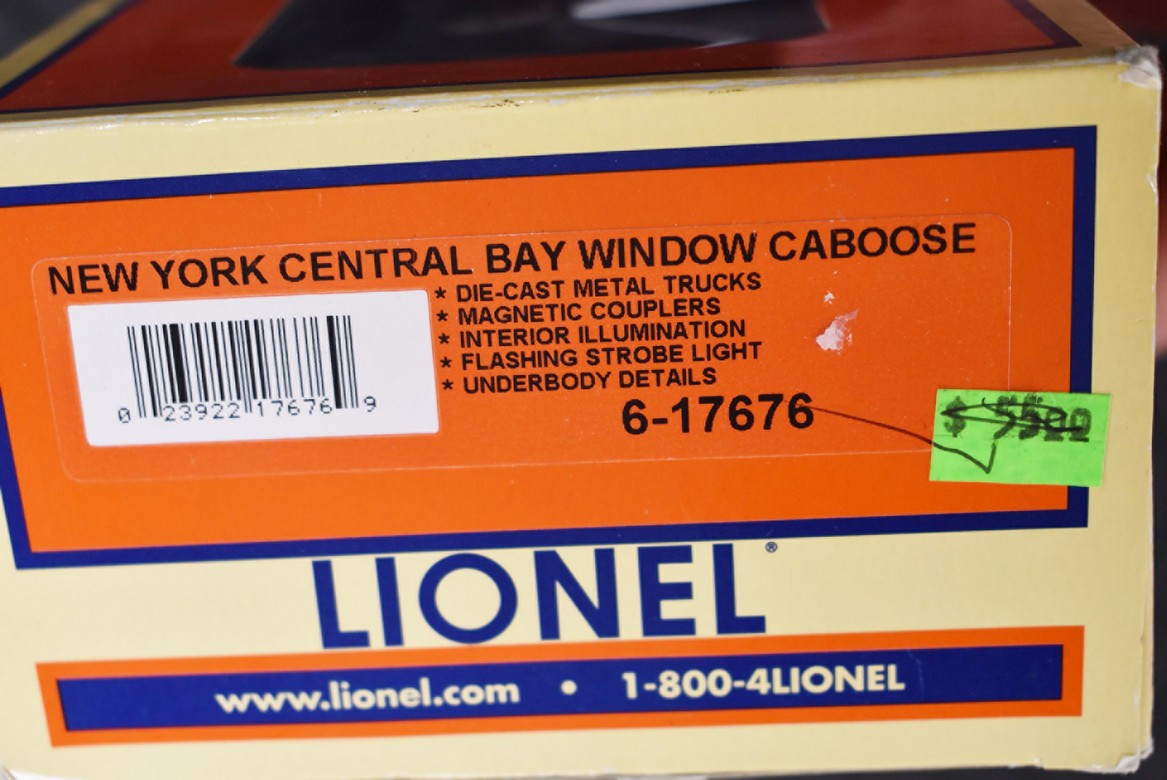 NEW YORK CENTRAL BAY WINDOW CABOOSE
* DIE-CAST METAL TRUCKS
* MAGNETIC COUPLERS
* INTERIOR ILLUMINATION
* FLASHING STROBE LIGHT
* UNDERBODY DETAILS
0 23922 17676 9
6-17676
LIONEL®
www.lionel.com • 1-800-4LIONEL